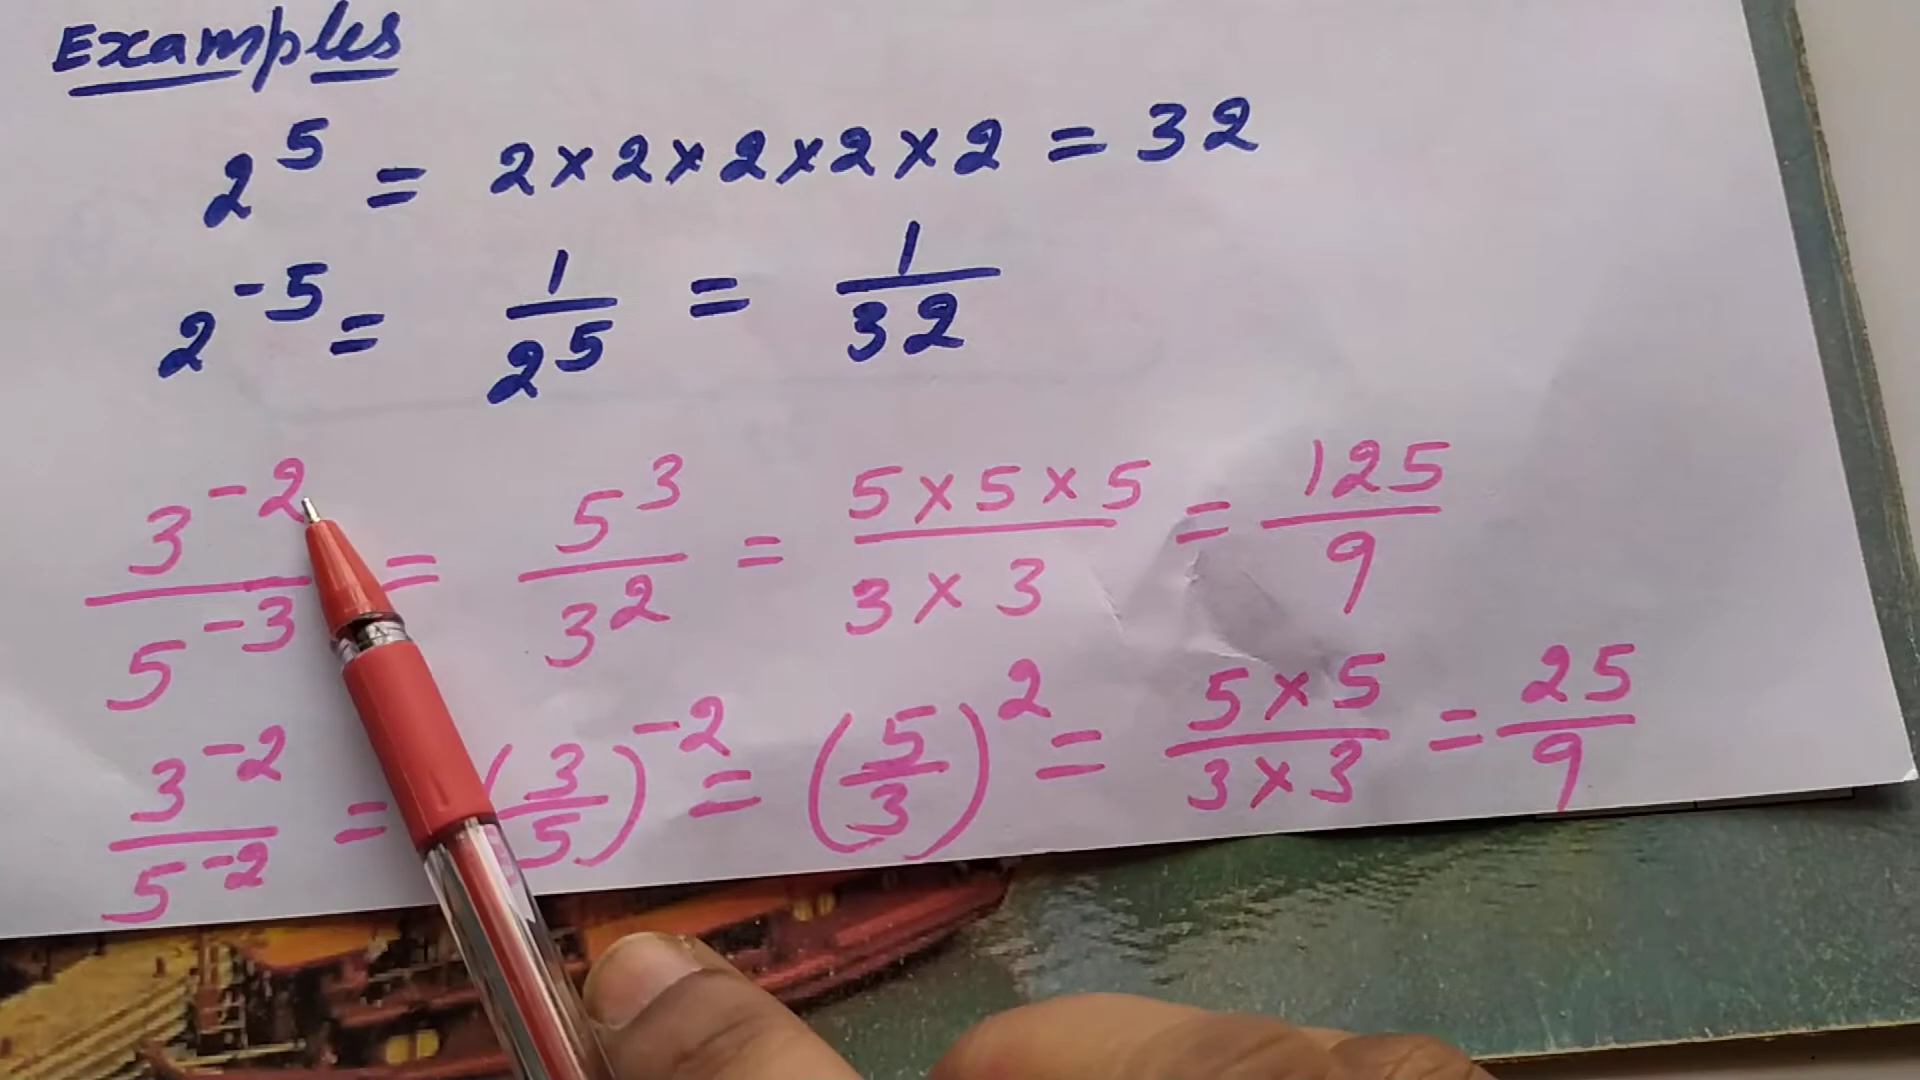 Examples
2^5 = 2×2×2×2×2 = 32
2^-5 = 1/2^5 = 1/32
3^-2/5^-3 = 5^3/3^2 = 5×5×5/3×3 = 125/9
3^-2/5^-2 = (3/5)^-2 = (5/3)^2 = 5×5/3×3 = 25/9